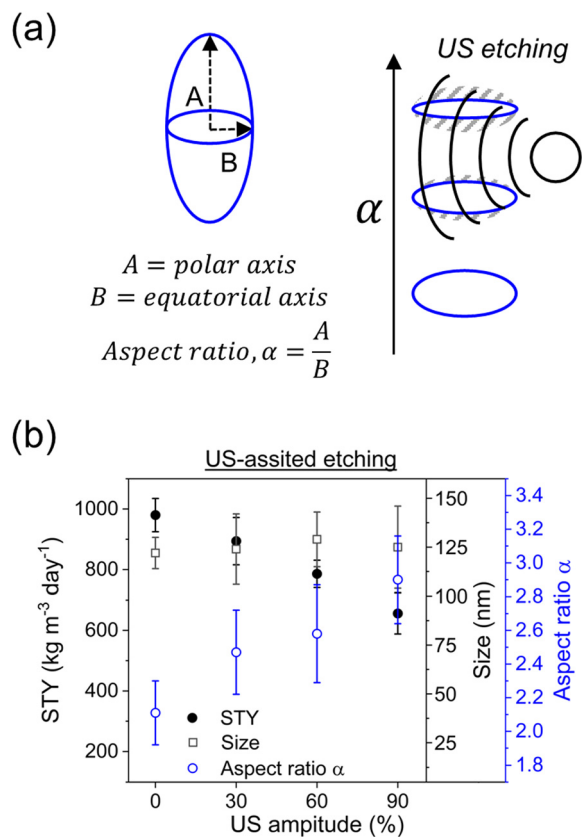 (a)
US etching
A
B
α
A = polar axis
B = equatorial axis
Aspect ratio, α = A/B
(b)
US-assited etching
STY (kg m⁻³ day⁻¹)
1000
800
600
400
200
Size (nm)
150
125
100
75
50
25
Aspect ratio α
3.4
3.2
3.0
2.8
2.6
2.4
2.2
2.0
1.8
STY
Size
Aspect ratio α
0 30 60 90
US ampitude (%)